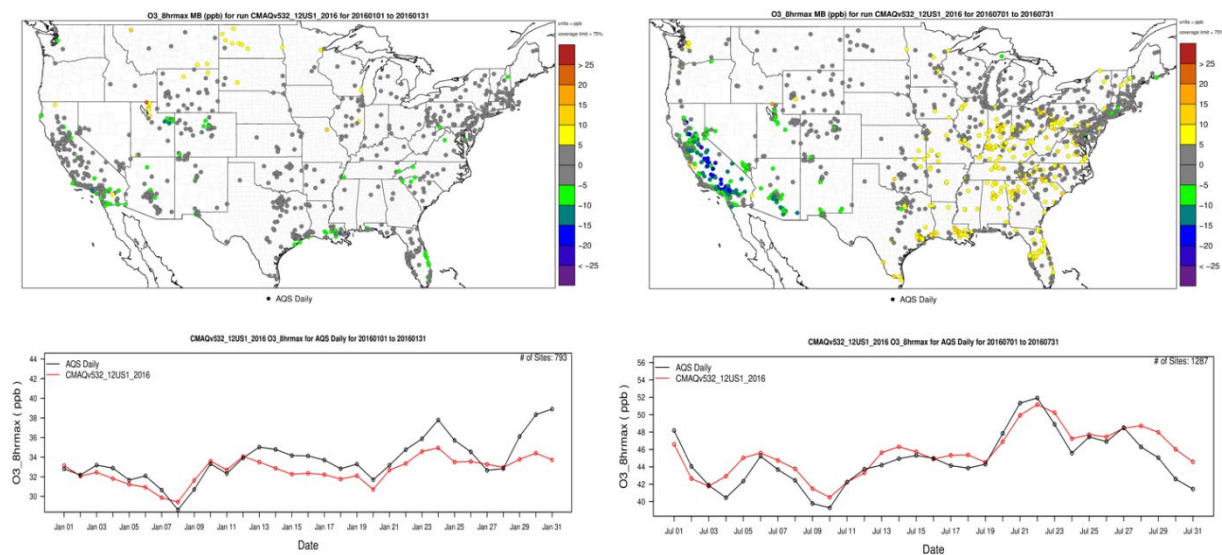 O3_8hrmax MB (ppb) for run CMAQv532_12US1_2016 for 20160101 to 20160131
units = ppb
coverage limit = 75%
> 25
25
20
15
10
5
0
−5
−10
−15
−20
−25
< −25
AQS Daily
O3_8hrmax MB (ppb) for run CMAQv532_12US1_2016 for 20160701 to 20160731
units = ppb
coverage limit = 75%
> 25
25
20
15
10
5
0
−5
−10
−15
−20
−25
< −25
AQS Daily
CMAQv532_12US1_2016 O3_8hrmax for AQS Daily for 20160101 to 20160131
# of Sites: 793
AQS Daily
CMAQv532_12US1_2016
O3_8hrmax ( ppb )
44
42
40
38
36
34
32
30
Jan 01 Jan 03 Jan 05 Jan 07 Jan 09 Jan 11 Jan 13 Jan 15 Jan 17 Jan 19 Jan 21 Jan 23 Jan 25 Jan 27 Jan 29 Jan 31
Date
CMAQv532_12US1_2016 O3_8hrmax for AQS Daily for 20160701 to 20160731
# of Sites: 1287
AQS Daily
CMAQv532_12US1_2016
O3_8hrmax ( ppb )
56
54
52
50
48
46
44
42
40
Jul 01 Jul 03 Jul 05 Jul 07 Jul 09 Jul 11 Jul 13 Jul 15 Jul 17 Jul 19 Jul 21 Jul 23 Jul 25 Jul 27 Jul 29 Jul 31
Date